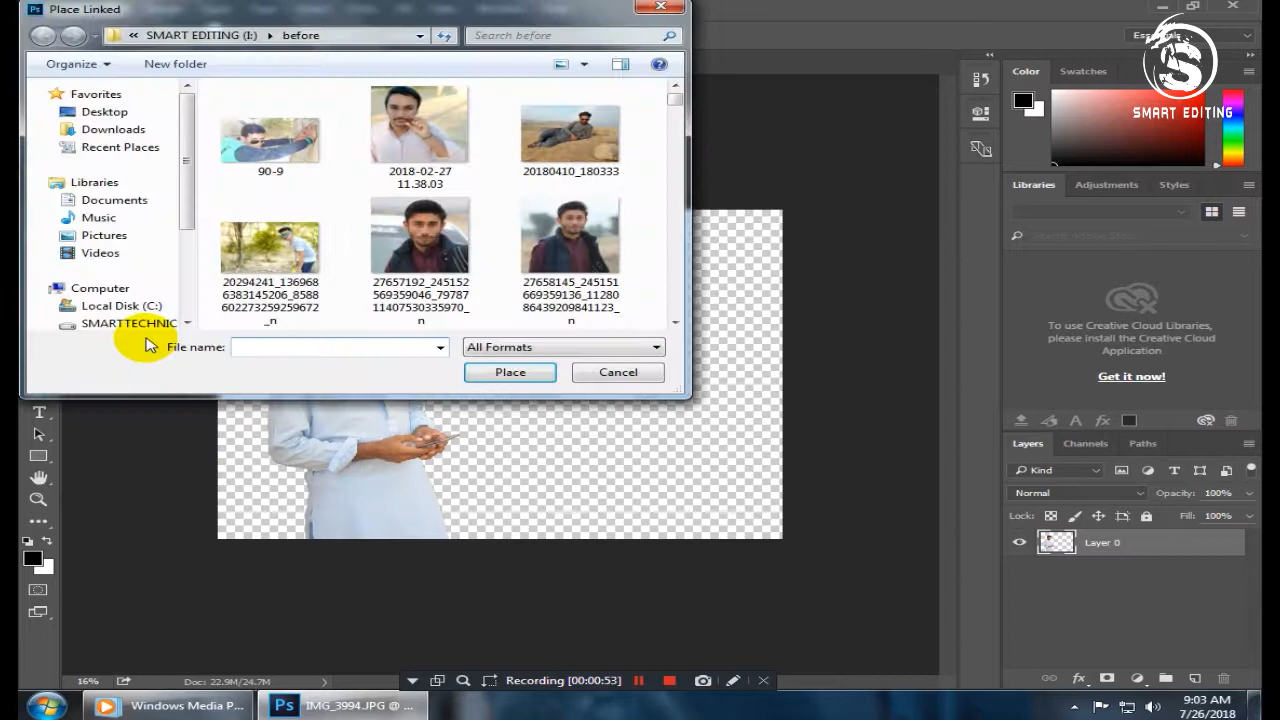 Place Linked
SMART EDITING (I:)
before
Search before
Essentials
Organize
New folder
Color
Swatches
SMART EDITING
Favorites
Desktop
Downloads
Recent Places
Libraries
Documents
Music
Pictures
Videos
Computer
Local Disk (C:)
SMARTTECHNIC
90-9
2018-02-27
11.38.03
20180410_180333
20294241_136968
6383145206_8588
602273259259672
_n
27657192_245152
569359046_79787
11407530335970_
n
27658145_245151
669359136_11280
86439209841123_
n
File name:
All Formats
Place
Cancel
Libraries
Adjustments
Styles
Search Adobe Stock
To use Creative Cloud Libraries,
please install the Creative Cloud
Application
Get it now!
Layers
Channels
Paths
Kind
Normal
Opacity: 100%
Lock:
Fill: 100%
Layer 0
16%
Doc: 22.9M/24.7M
Recording [00:00:53]
Windows Media P...
IMG_3994.JPG @ ...
9:03 AM
7/26/2018